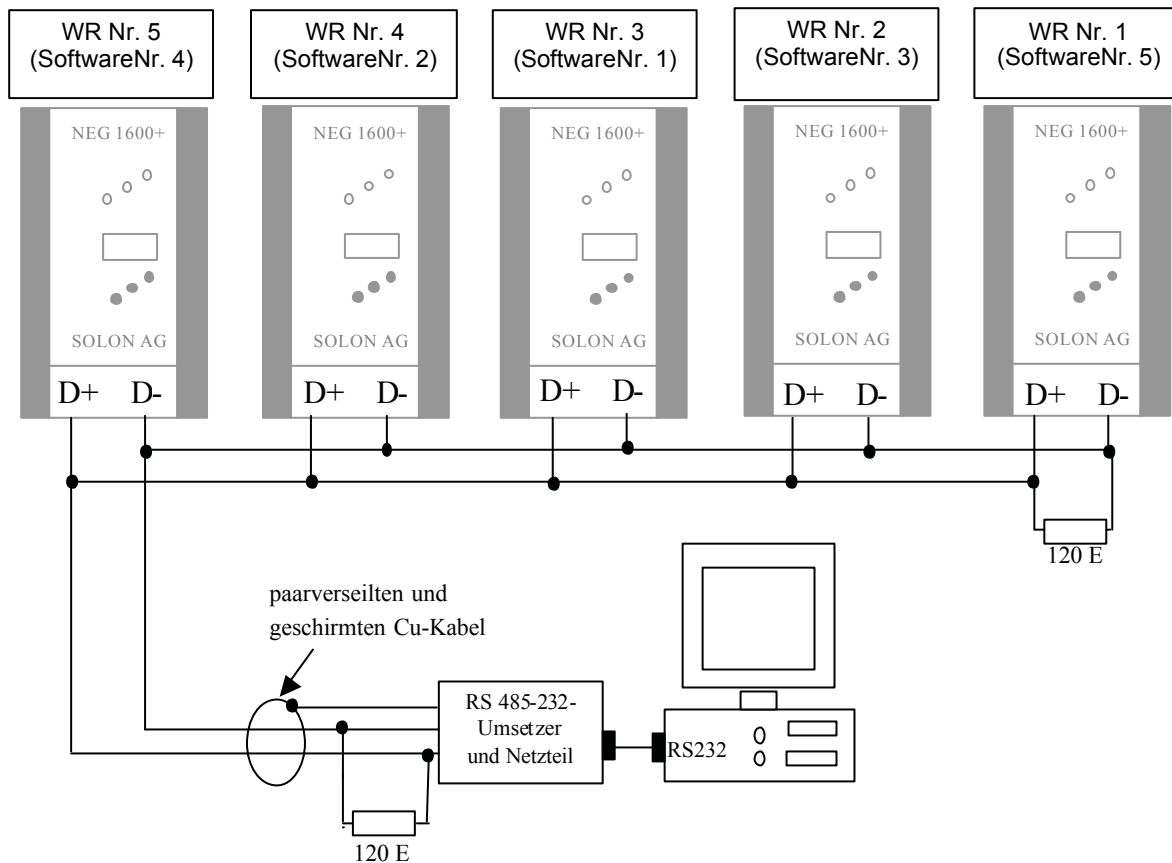 WR Nr. 5
(SoftwareNr. 4)
WR Nr. 4
(SoftwareNr. 2)
WR Nr. 3
(SoftwareNr. 1)
WR Nr. 2
(SoftwareNr. 3)
WR Nr. 1
(SoftwareNr. 5)
NEG 1600+
NEG 1600+
NEG 1600+
NEG 1600+
NEG 1600+
SOLON AG
SOLON AG
SOLON AG
SOLON AG
SOLON AG
D+ D-
D+ D-
D+ D-
D+ D-
D+ D-
120 E
paarverseilten und
geschirmten Cu-Kabel
RS 485-232-
Umsetzer
und Netzteil
RS232
120 E